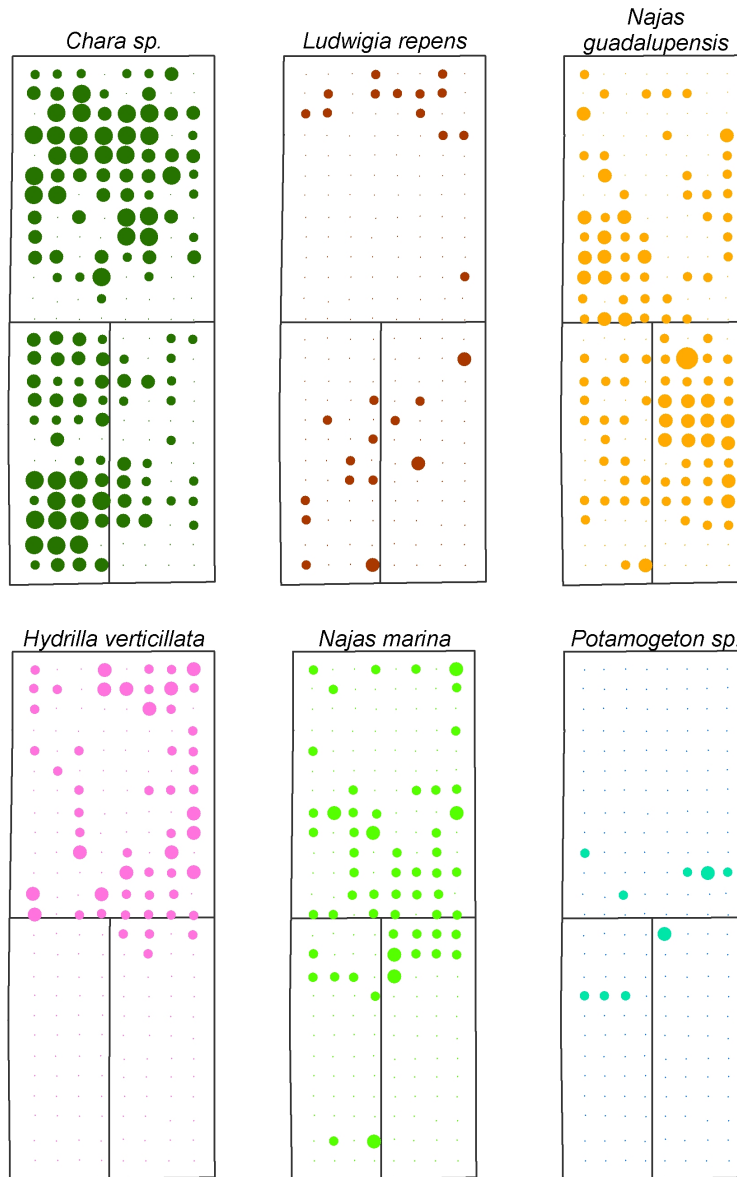 Chara sp.
Ludwigia repens
Najas
guadalupensis
Hydrilla verticillata
Najas marina
Potamogeton sp.